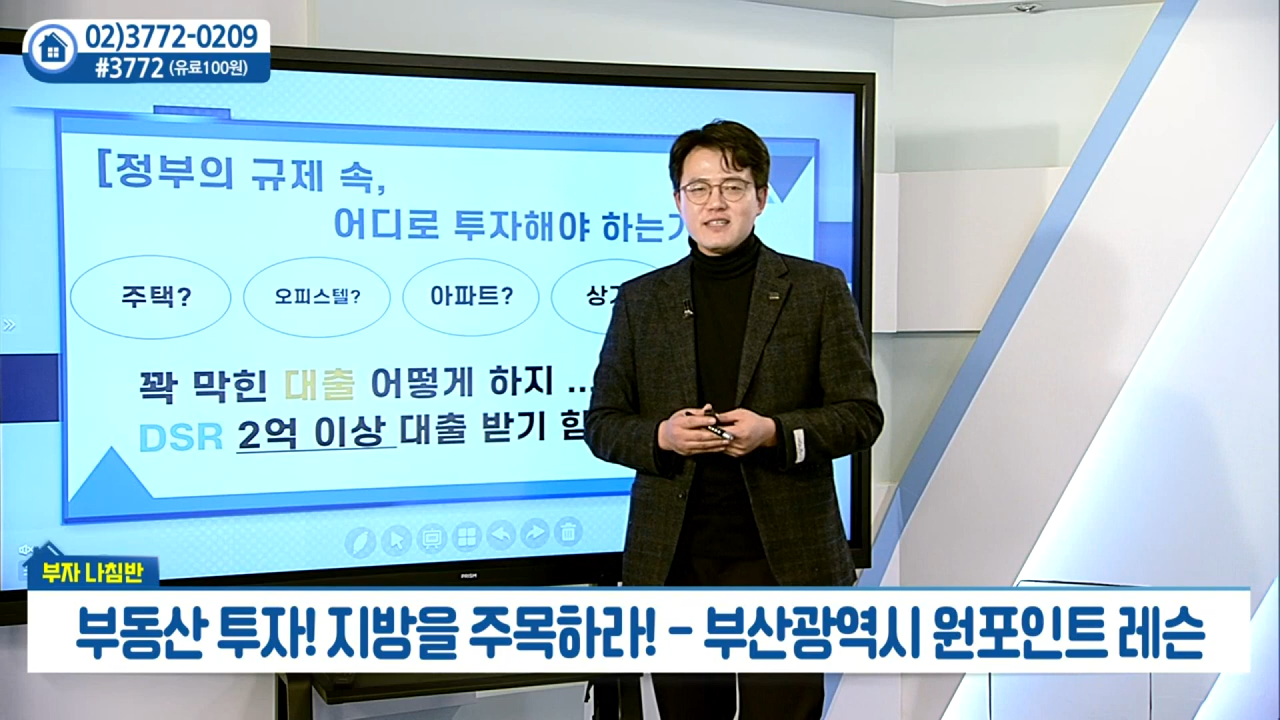 02)3772-0209
#3772 (유료100원)
[정부의 규제 속,
어디로 투자해야 하는
주택?
오피스텔?
아파트?
꽉 막힌 대출 어떻게 하지 ...
DSR 2억 이상 대출 받기 힘
PRISM
부자 나침반
부동산 투자! 지방을 주목하라! - 부산광역시 원포인트 레슨